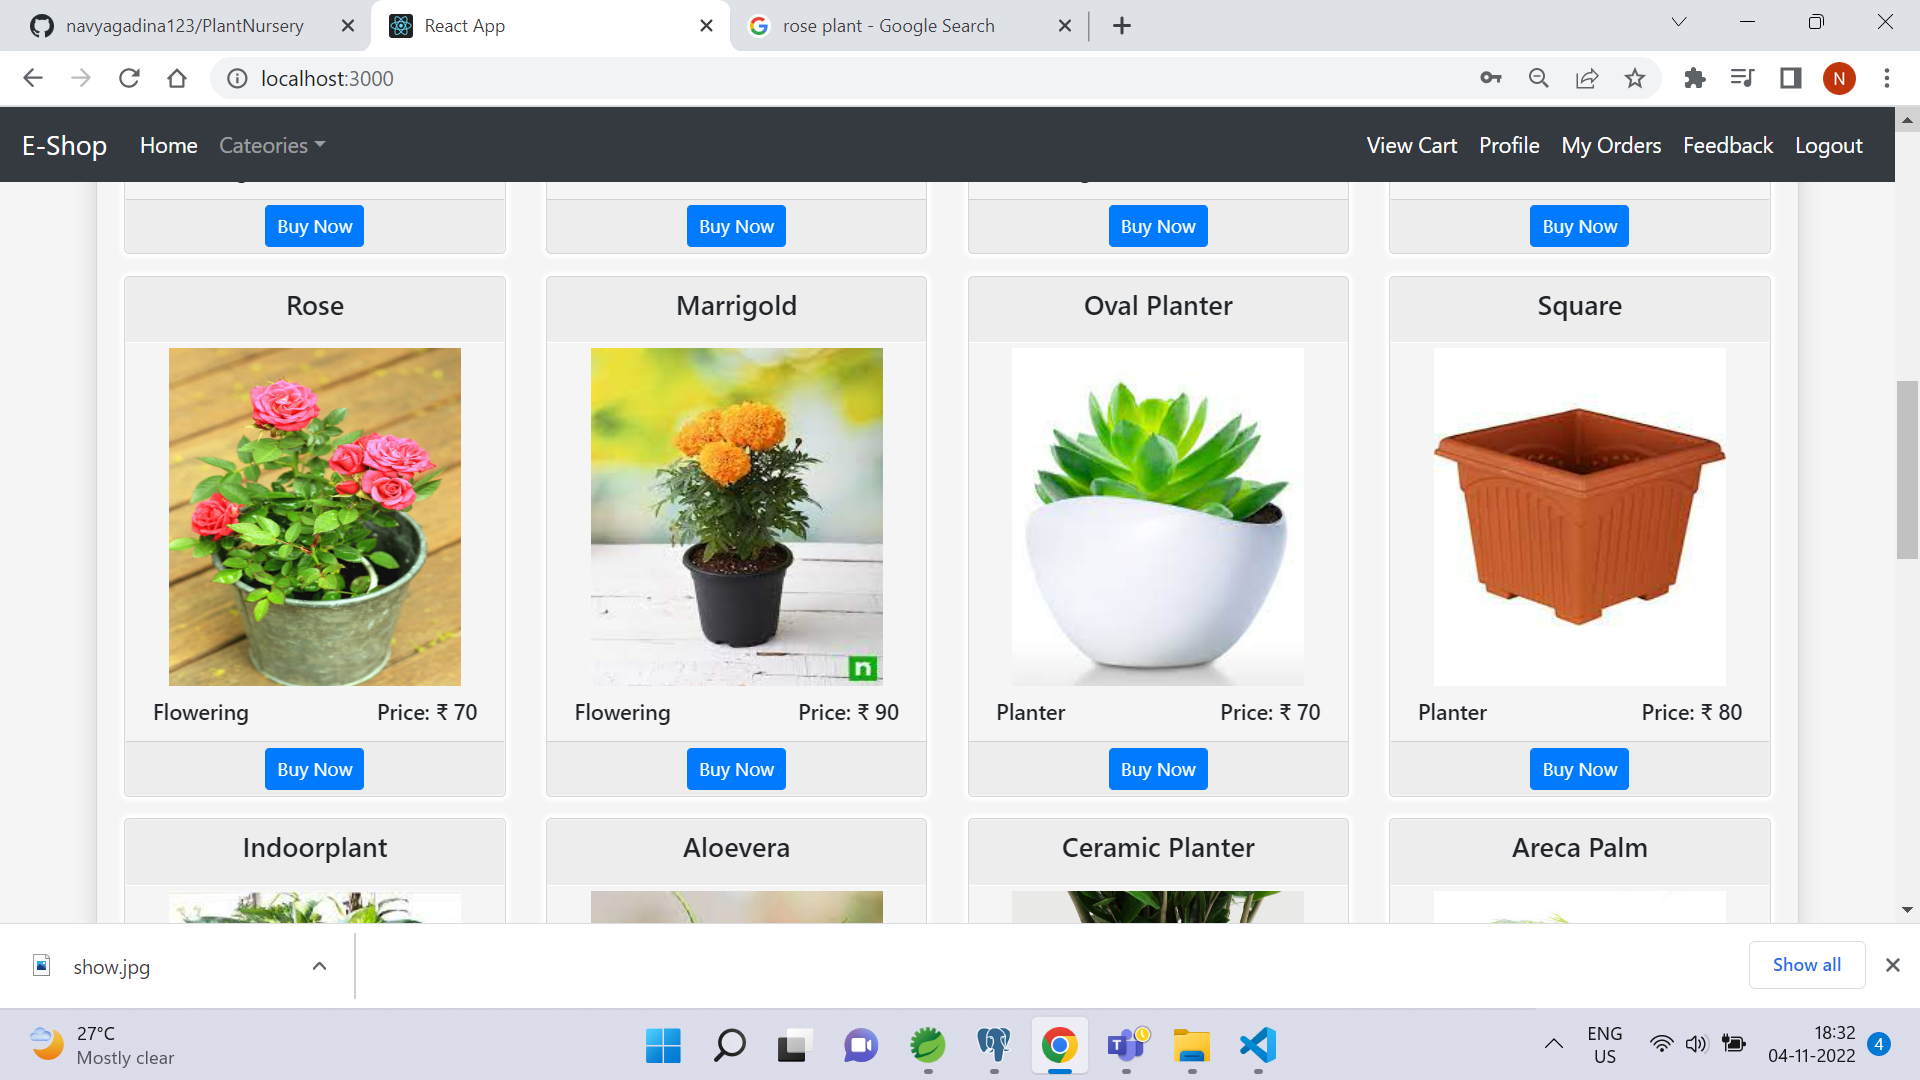 navyagadina123/PlantNursery
React App
rose plant - Google Search
localhost:3000
N
E-Shop Home Cateories View Cart Profile My Orders Feedback Logout
Buy Now Buy Now Buy Now Buy Now
Rose Marrigold Oval Planter Square
n
Flowering Price: ₹ 70 Flowering Price: ₹ 90 Planter Price: ₹ 70 Planter Price: ₹ 80
Buy Now Buy Now Buy Now Buy Now
Indoorplant Aloevera Ceramic Planter Areca Palm
show.jpg
Show all
27°C
Mostly clear
T
ENG
US
18:32
04-11-2022
4